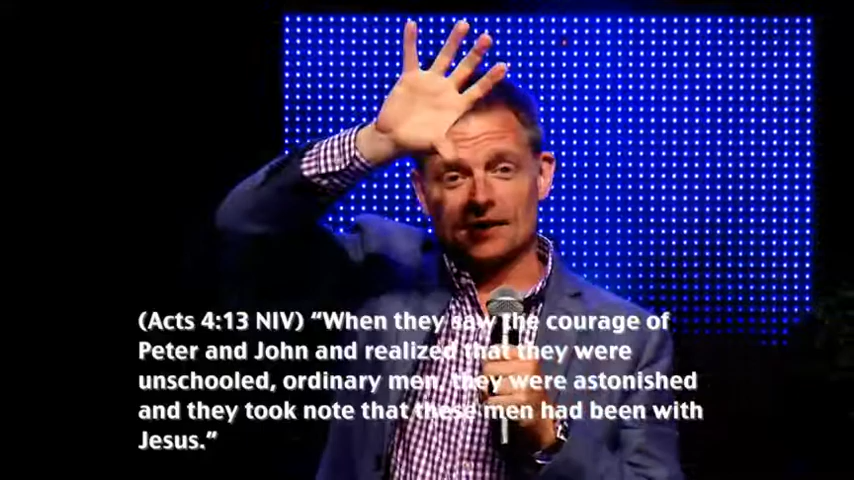 (Acts 4:13 NIV) “When they saw the courage of
Peter and John and realized that they were
unschooled, ordinary men, they were astonished
and they took note that these men had been with
Jesus.”